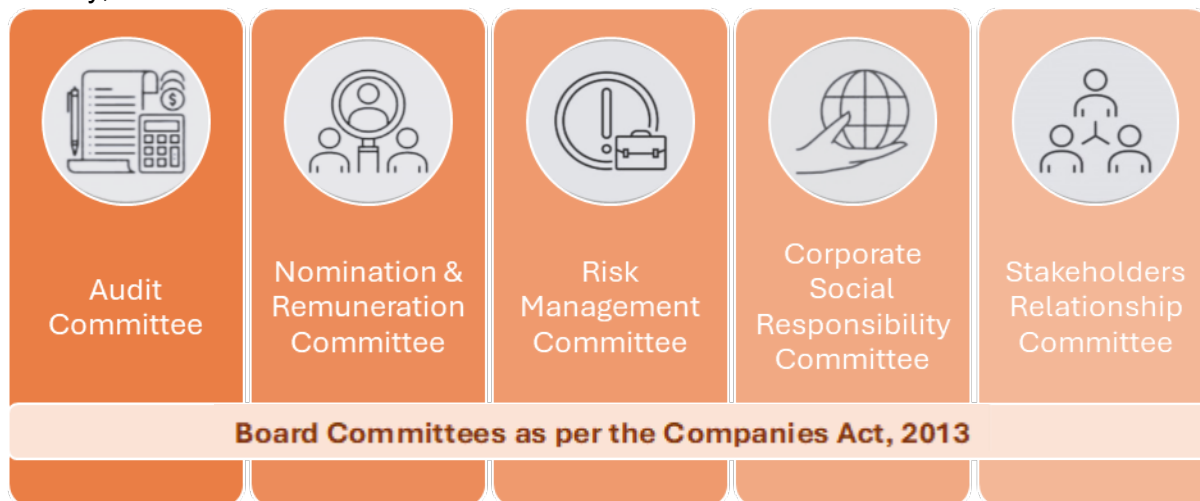 Audit
Committee
Nomination &
Remuneration
Committee
Risk
Management
Committee
Corporate
Social
Responsibility
Committee
Stakeholders
Relationship
Committee
Board Committees as per the Companies Act, 2013